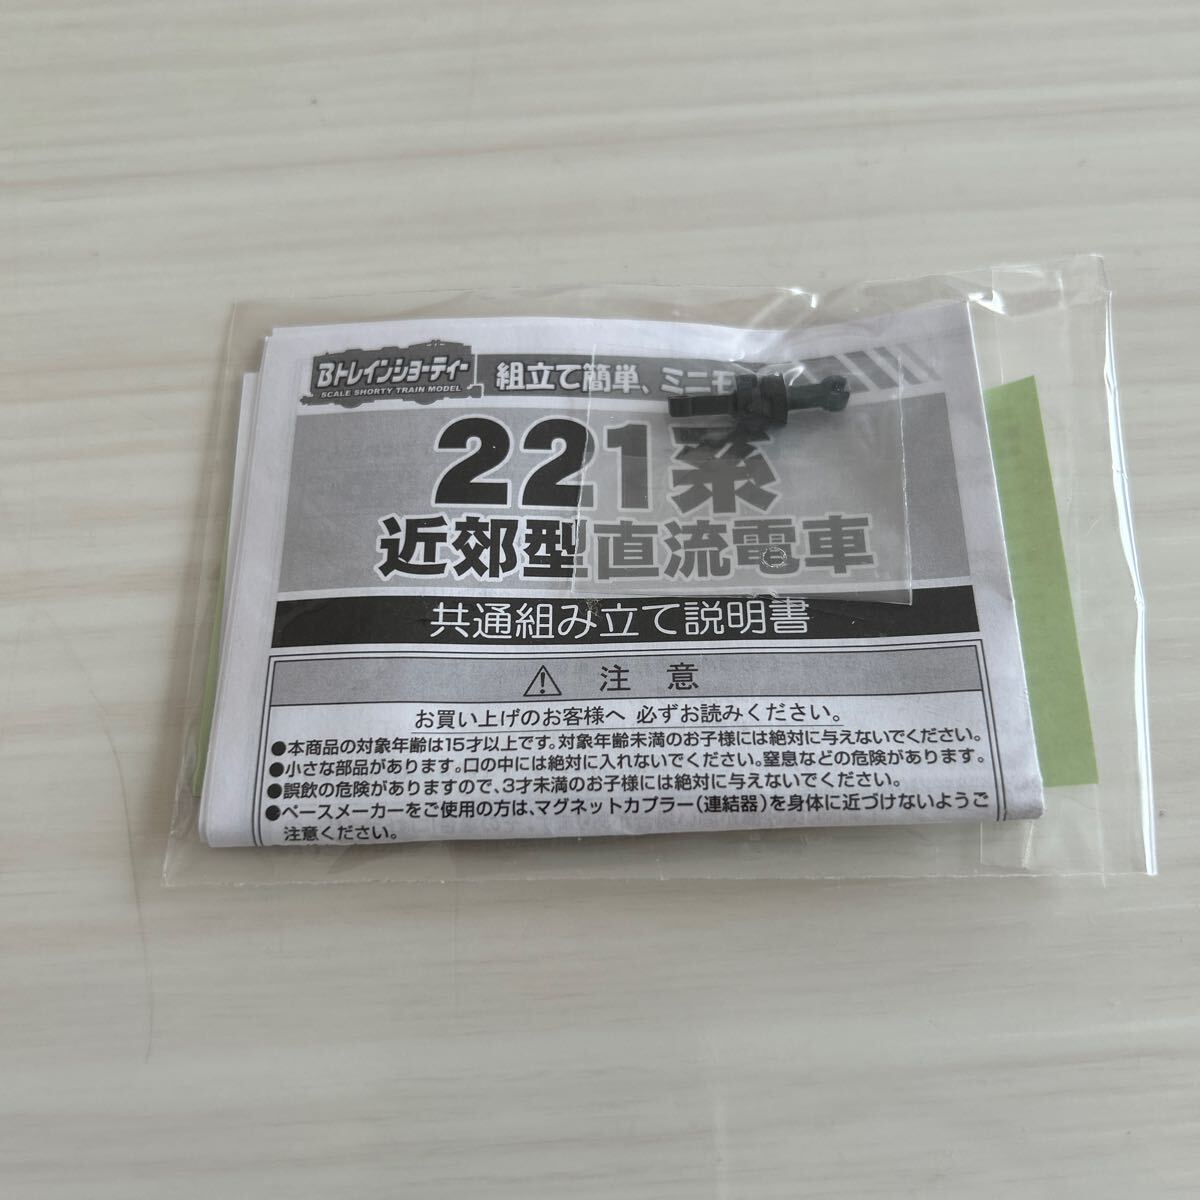 Bトレインショーティー
SCALE SHORTY TRAIN MODEL
組立て簡単、ミニモ
221系
近郊型直流電車
共通組み立て説明書
⚠ 注 意
お買い上げのお客様へ 必ずお読みください。
●本商品の対象年齢は15才以上です。対象年齢未満のお子様には絶対に与えないでください。
●小さな部品があります。口の中には絶対に入れないでください。窒息などの危険があります。
●誤飲の危険がありますので、3才未満のお子様には絶対に与えないでください。
●ペースメーカーをご使用の方は、マグネットカプラー(連結器)を身体に近づけないようご
注意ください。